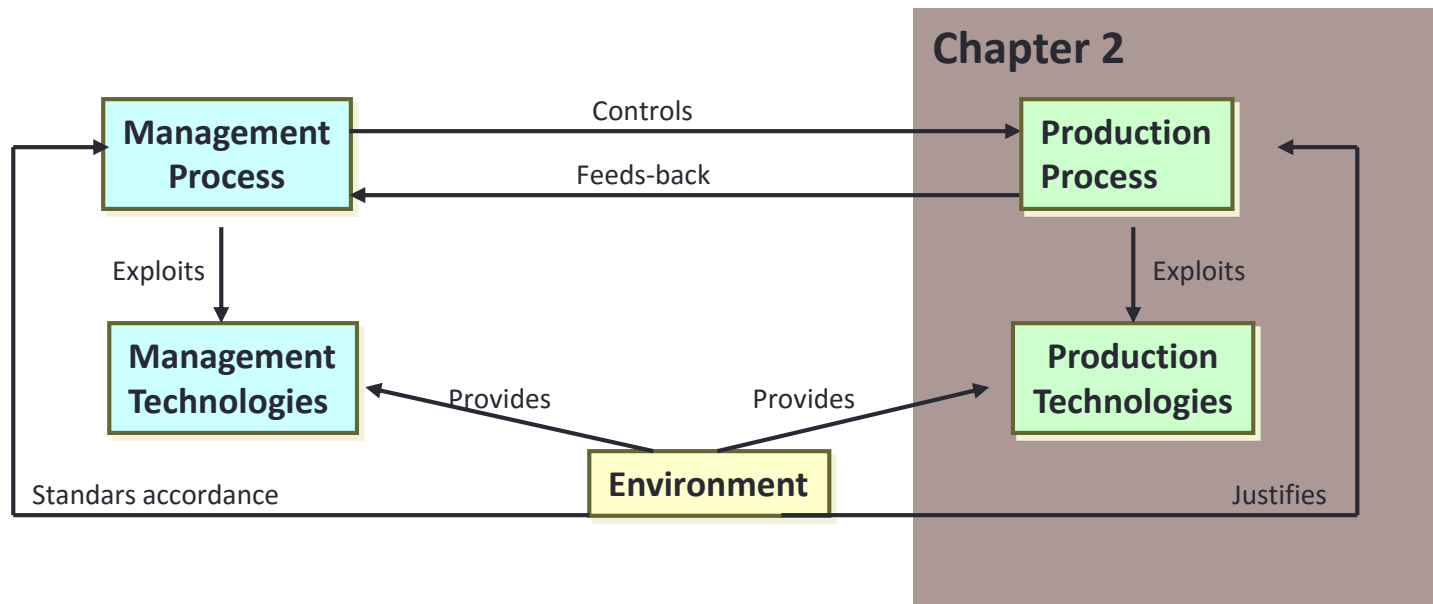 Chapter 2
Controls
Management
Process
Production
Process
Feeds-back
Exploits
Exploits
Management
Technologies
Production
Technologies
Provides
Provides
Environment
Standars accordance
Justifies